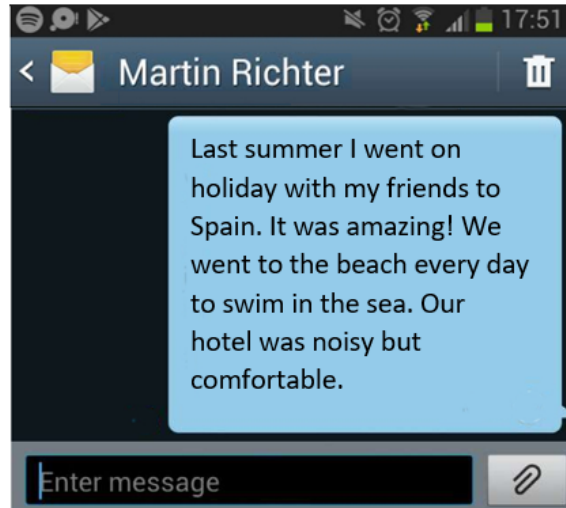 17:51
Martin Richter
Last summer I went on
holiday with my friends to
Spain. It was amazing! We
went to the beach every day
to swim in the sea. Our
hotel was noisy but
comfortable.
Enter message